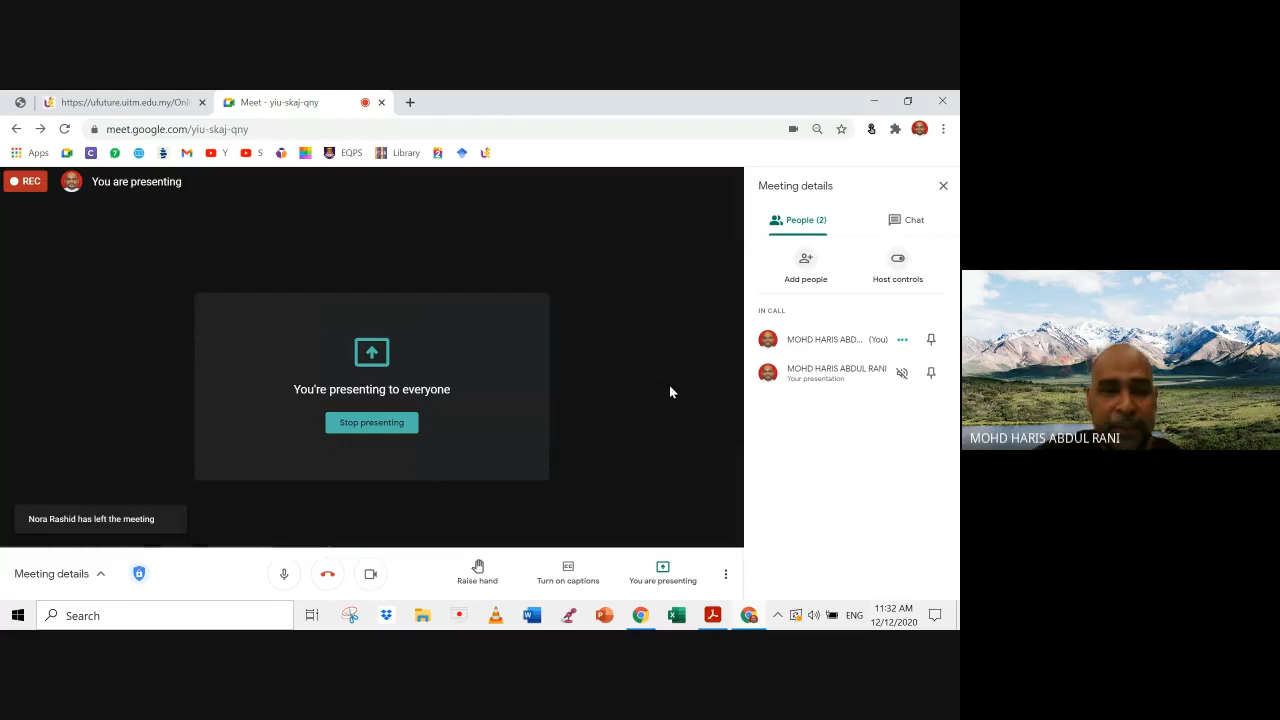 https://ufuture.uitm.edu.my/Onli
Meet - yiu-skaj-qny
meet.google.com/yiu-skaj-qny
Apps
Y
S
EQPS
Library
REC
You are presenting
Meeting details
People (2)
Chat
Add people
Host controls
IN CALL
MOHD HARIS ABD... (You)
MOHD HARIS ABDUL RANI
Your presentation
You're presenting to everyone
Stop presenting
MOHD HARIS ABDUL RANI
Nora Rashid has left the meeting
Meeting details
Raise hand
CC
Turn on captions
You are presenting
Search
ENG
11:32 AM
12/12/2020